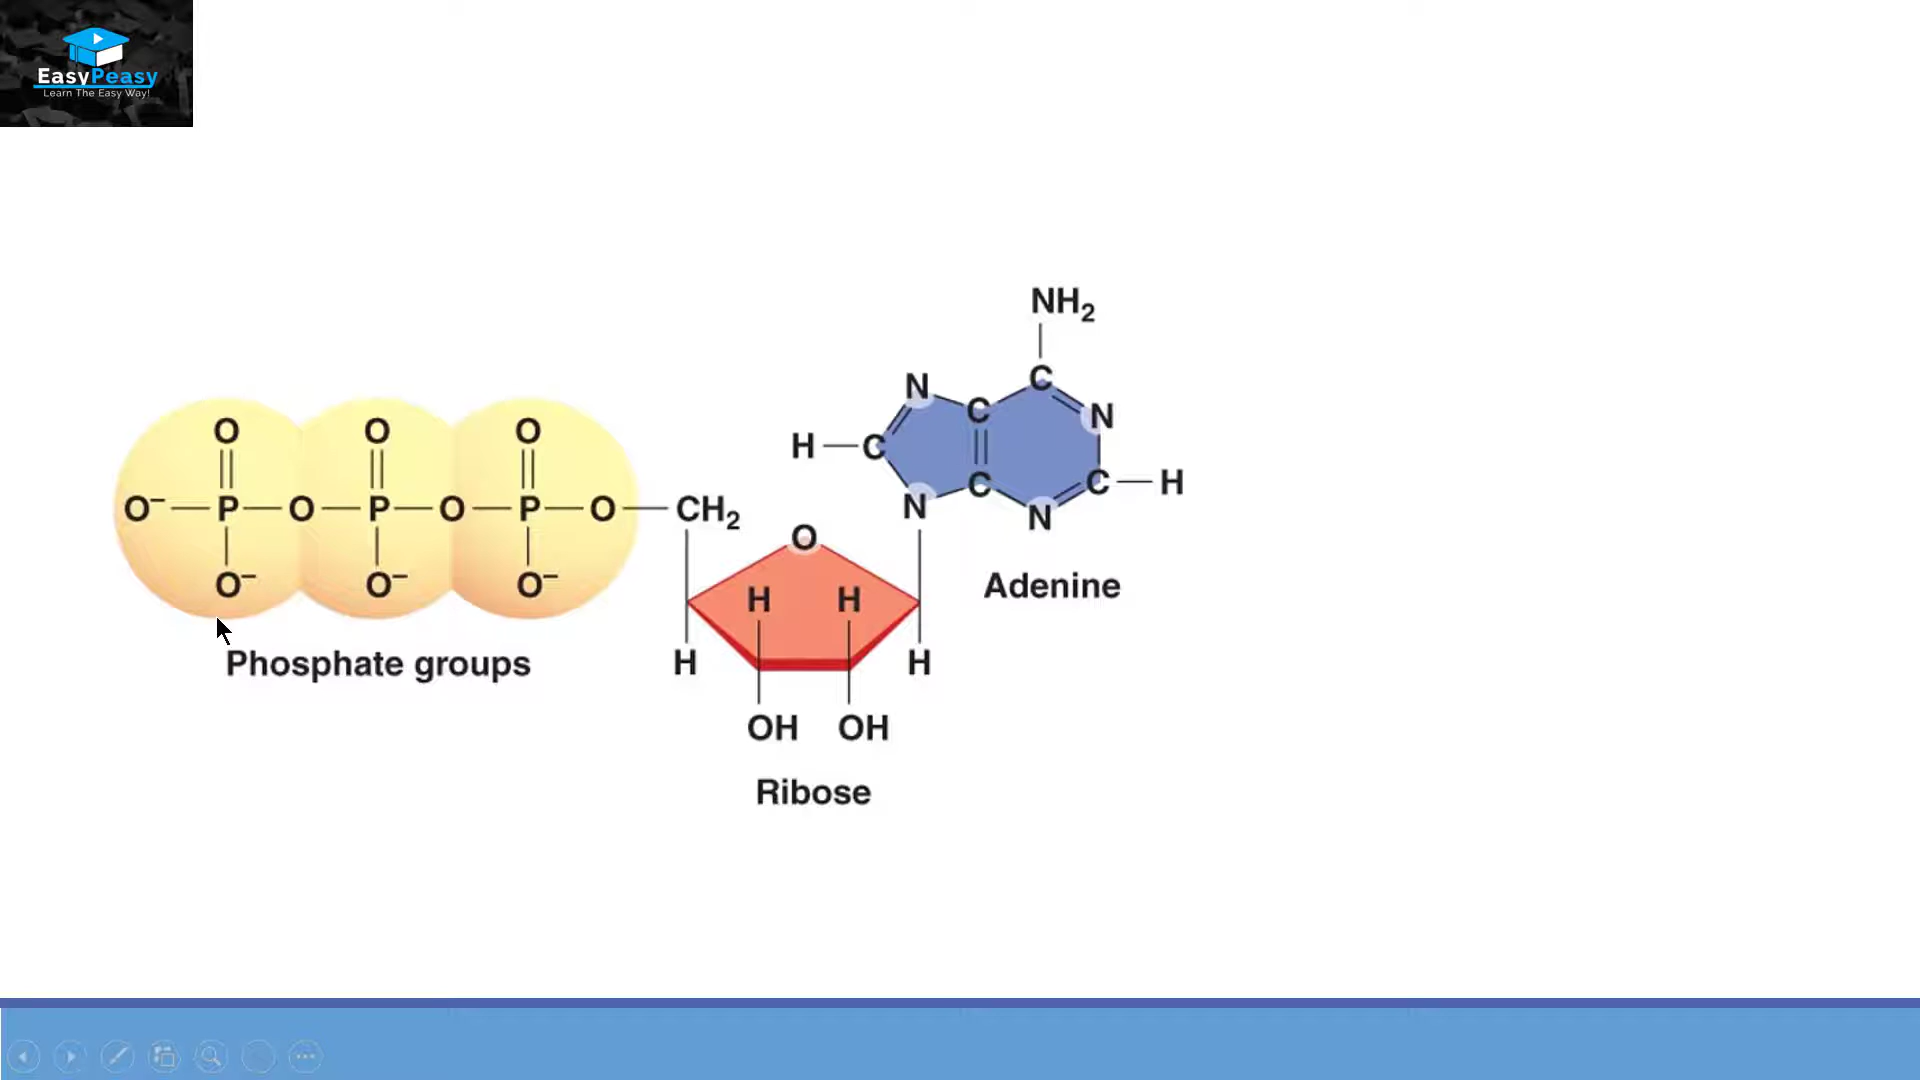 EasyPeasy
Learn The Easy Way!
NH2
N
C
C
N
H
C
N
C
C
H
N
Adenine
O
O
O
O− P O P O P O CH2
O− O− O−
O
H H
H H
OH OH
Phosphate groups
Ribose